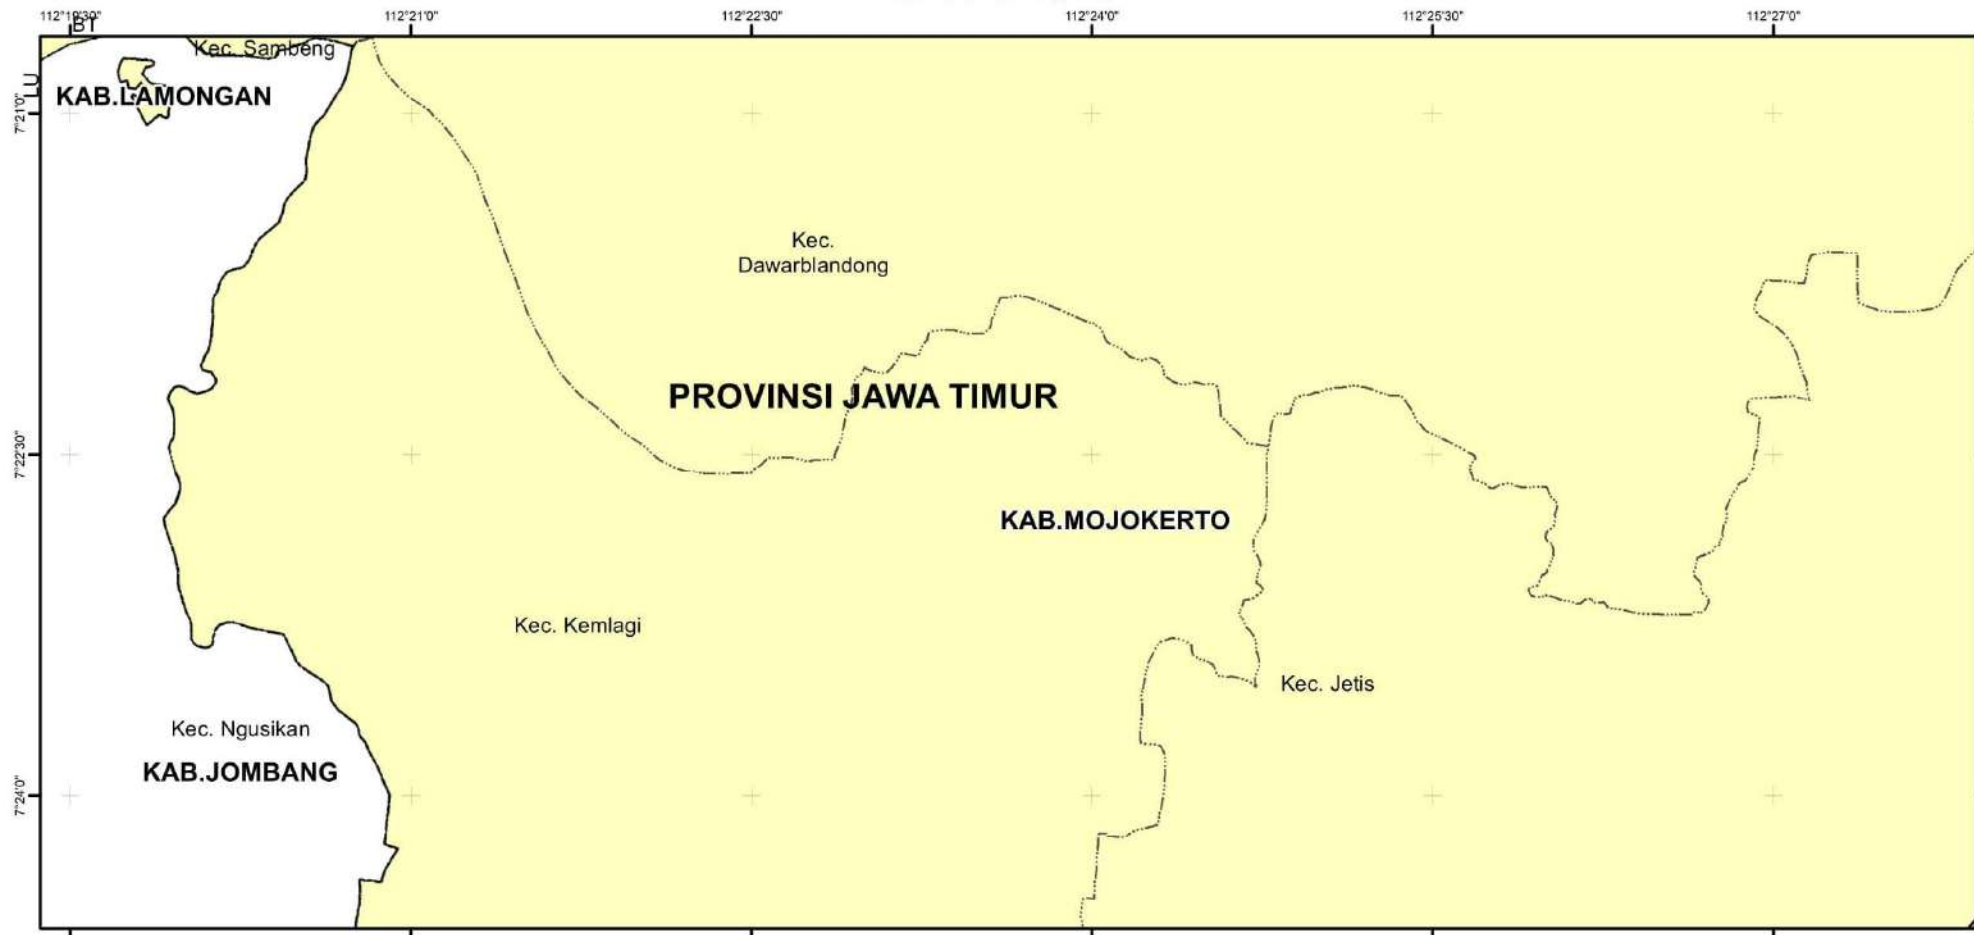 112°19'30"
112°21'0"
112°22'30"
112°24'0"
112°25'30"
112°27'0"
BT
LU
Kec. Sambeng
KAB.LAMONGAN
7°21'0"
Kec.
Dawarblandong
PROVINSI JAWA TIMUR
7°22'30"
KAB.MOJOKERTO
Kec. Kemlagi
Kec. Jetis
Kec. Ngusikan
KAB.JOMBANG
7°24'0"